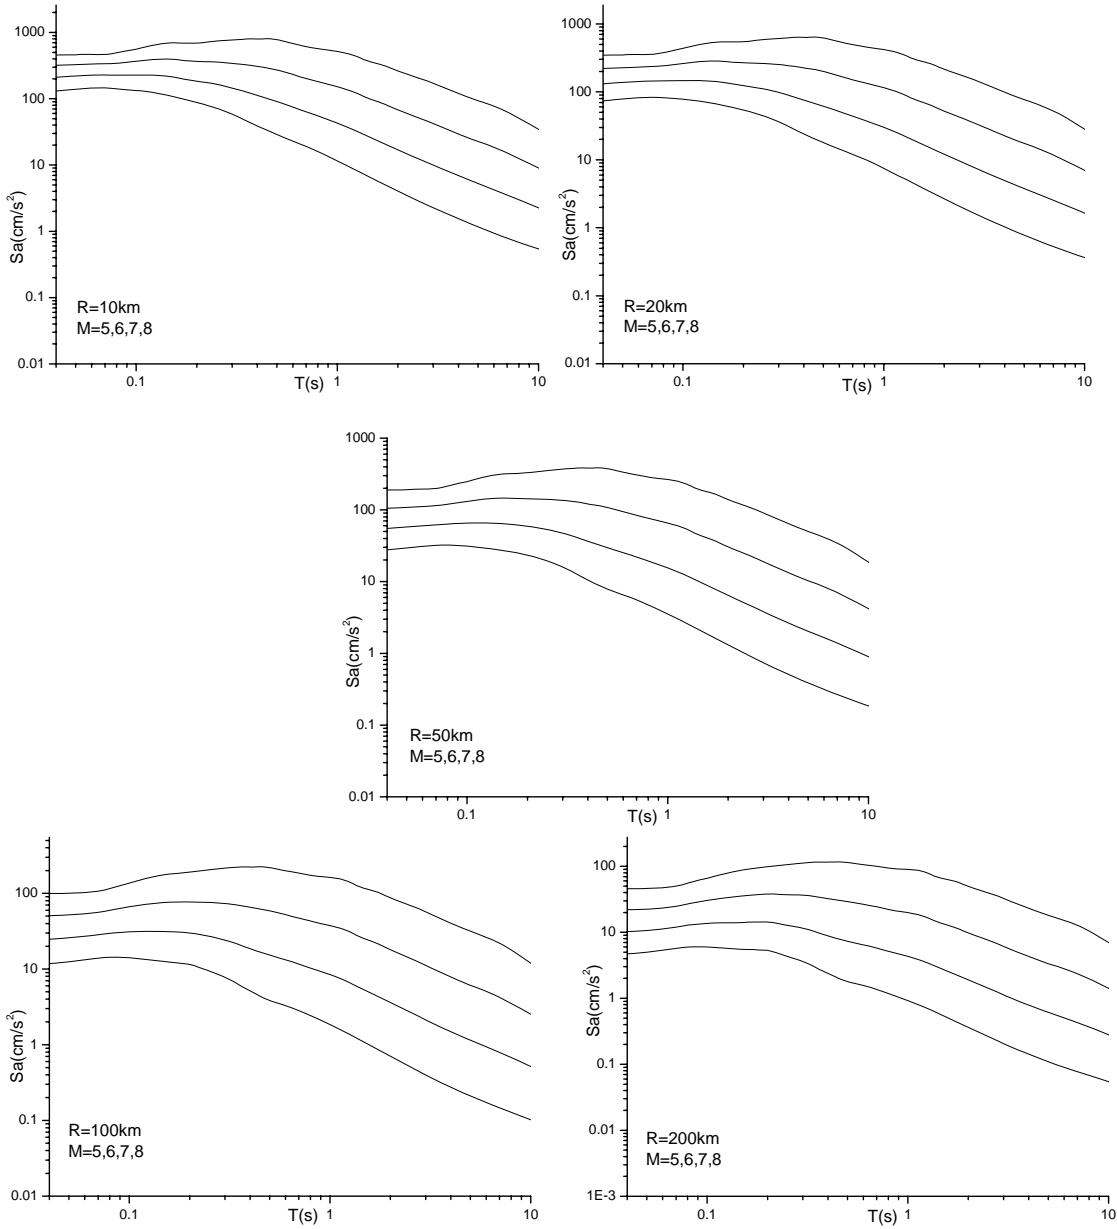 1000
100
10
1
0.1
0.01
Sa(cm/s²)
R=10km
M=5,6,7,8
0.1
1
10
T(s)
1000
100
10
1
0.1
0.01
Sa(cm/s²)
R=20km
M=5,6,7,8
0.1
1
10
T(s)
1000
100
10
1
0.1
0.01
Sa(cm/s²)
R=50km
M=5,6,7,8
0.1
1
10
T(s)
100
10
1
0.1
0.01
Sa(cm/s²)
R=100km
M=5,6,7,8
0.1
1
10
T(s)
100
10
1
0.1
0.01
1E-3
Sa(cm/s²)
R=200km
M=5,6,7,8
0.1
1
10
T(s)